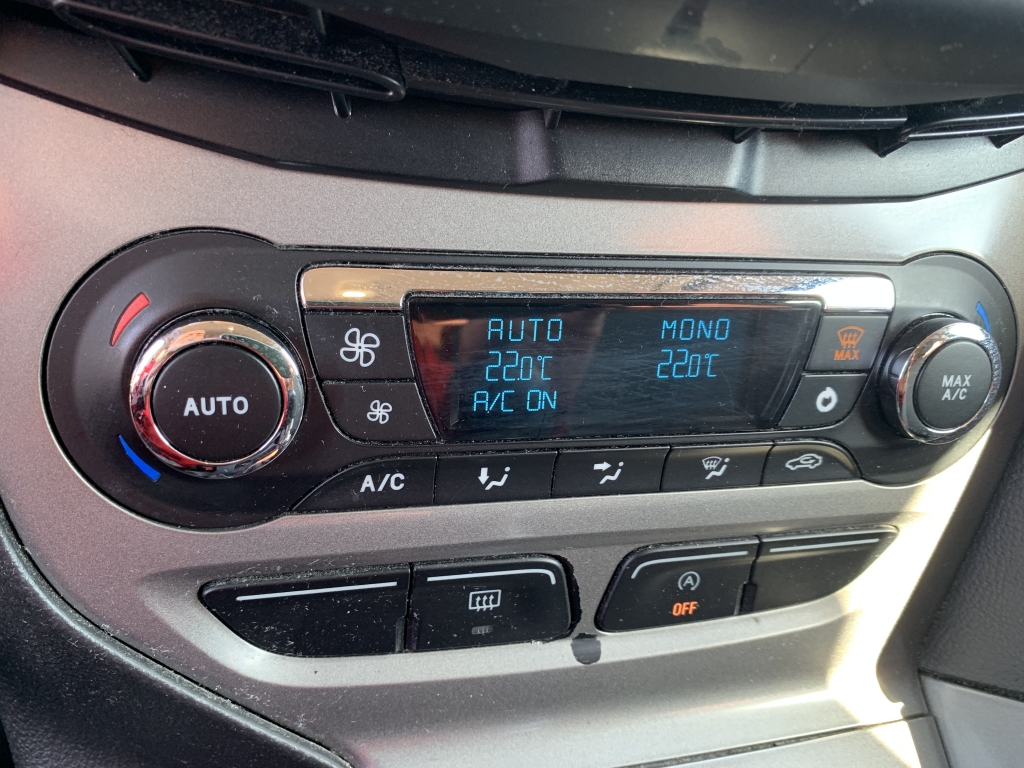 AUTO MONO
22.0°C 22.0°C
A/C ON
AUTO
MAX
MAX
A/C
A/C
A
OFF